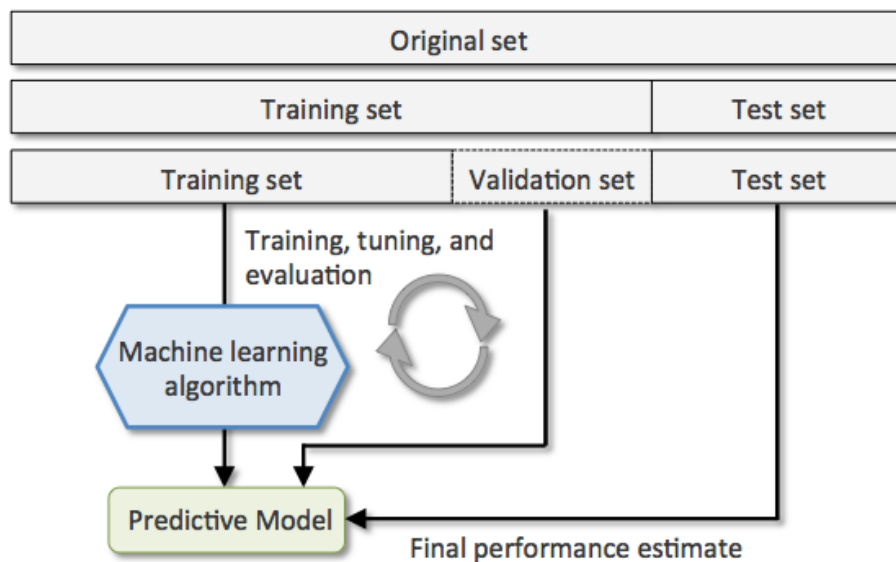 Original set
Training set
Test set
Training set
Validation set
Test set
Training, tuning, and
evaluation
Machine learning
algorithm
Predictive Model
Final performance estimate